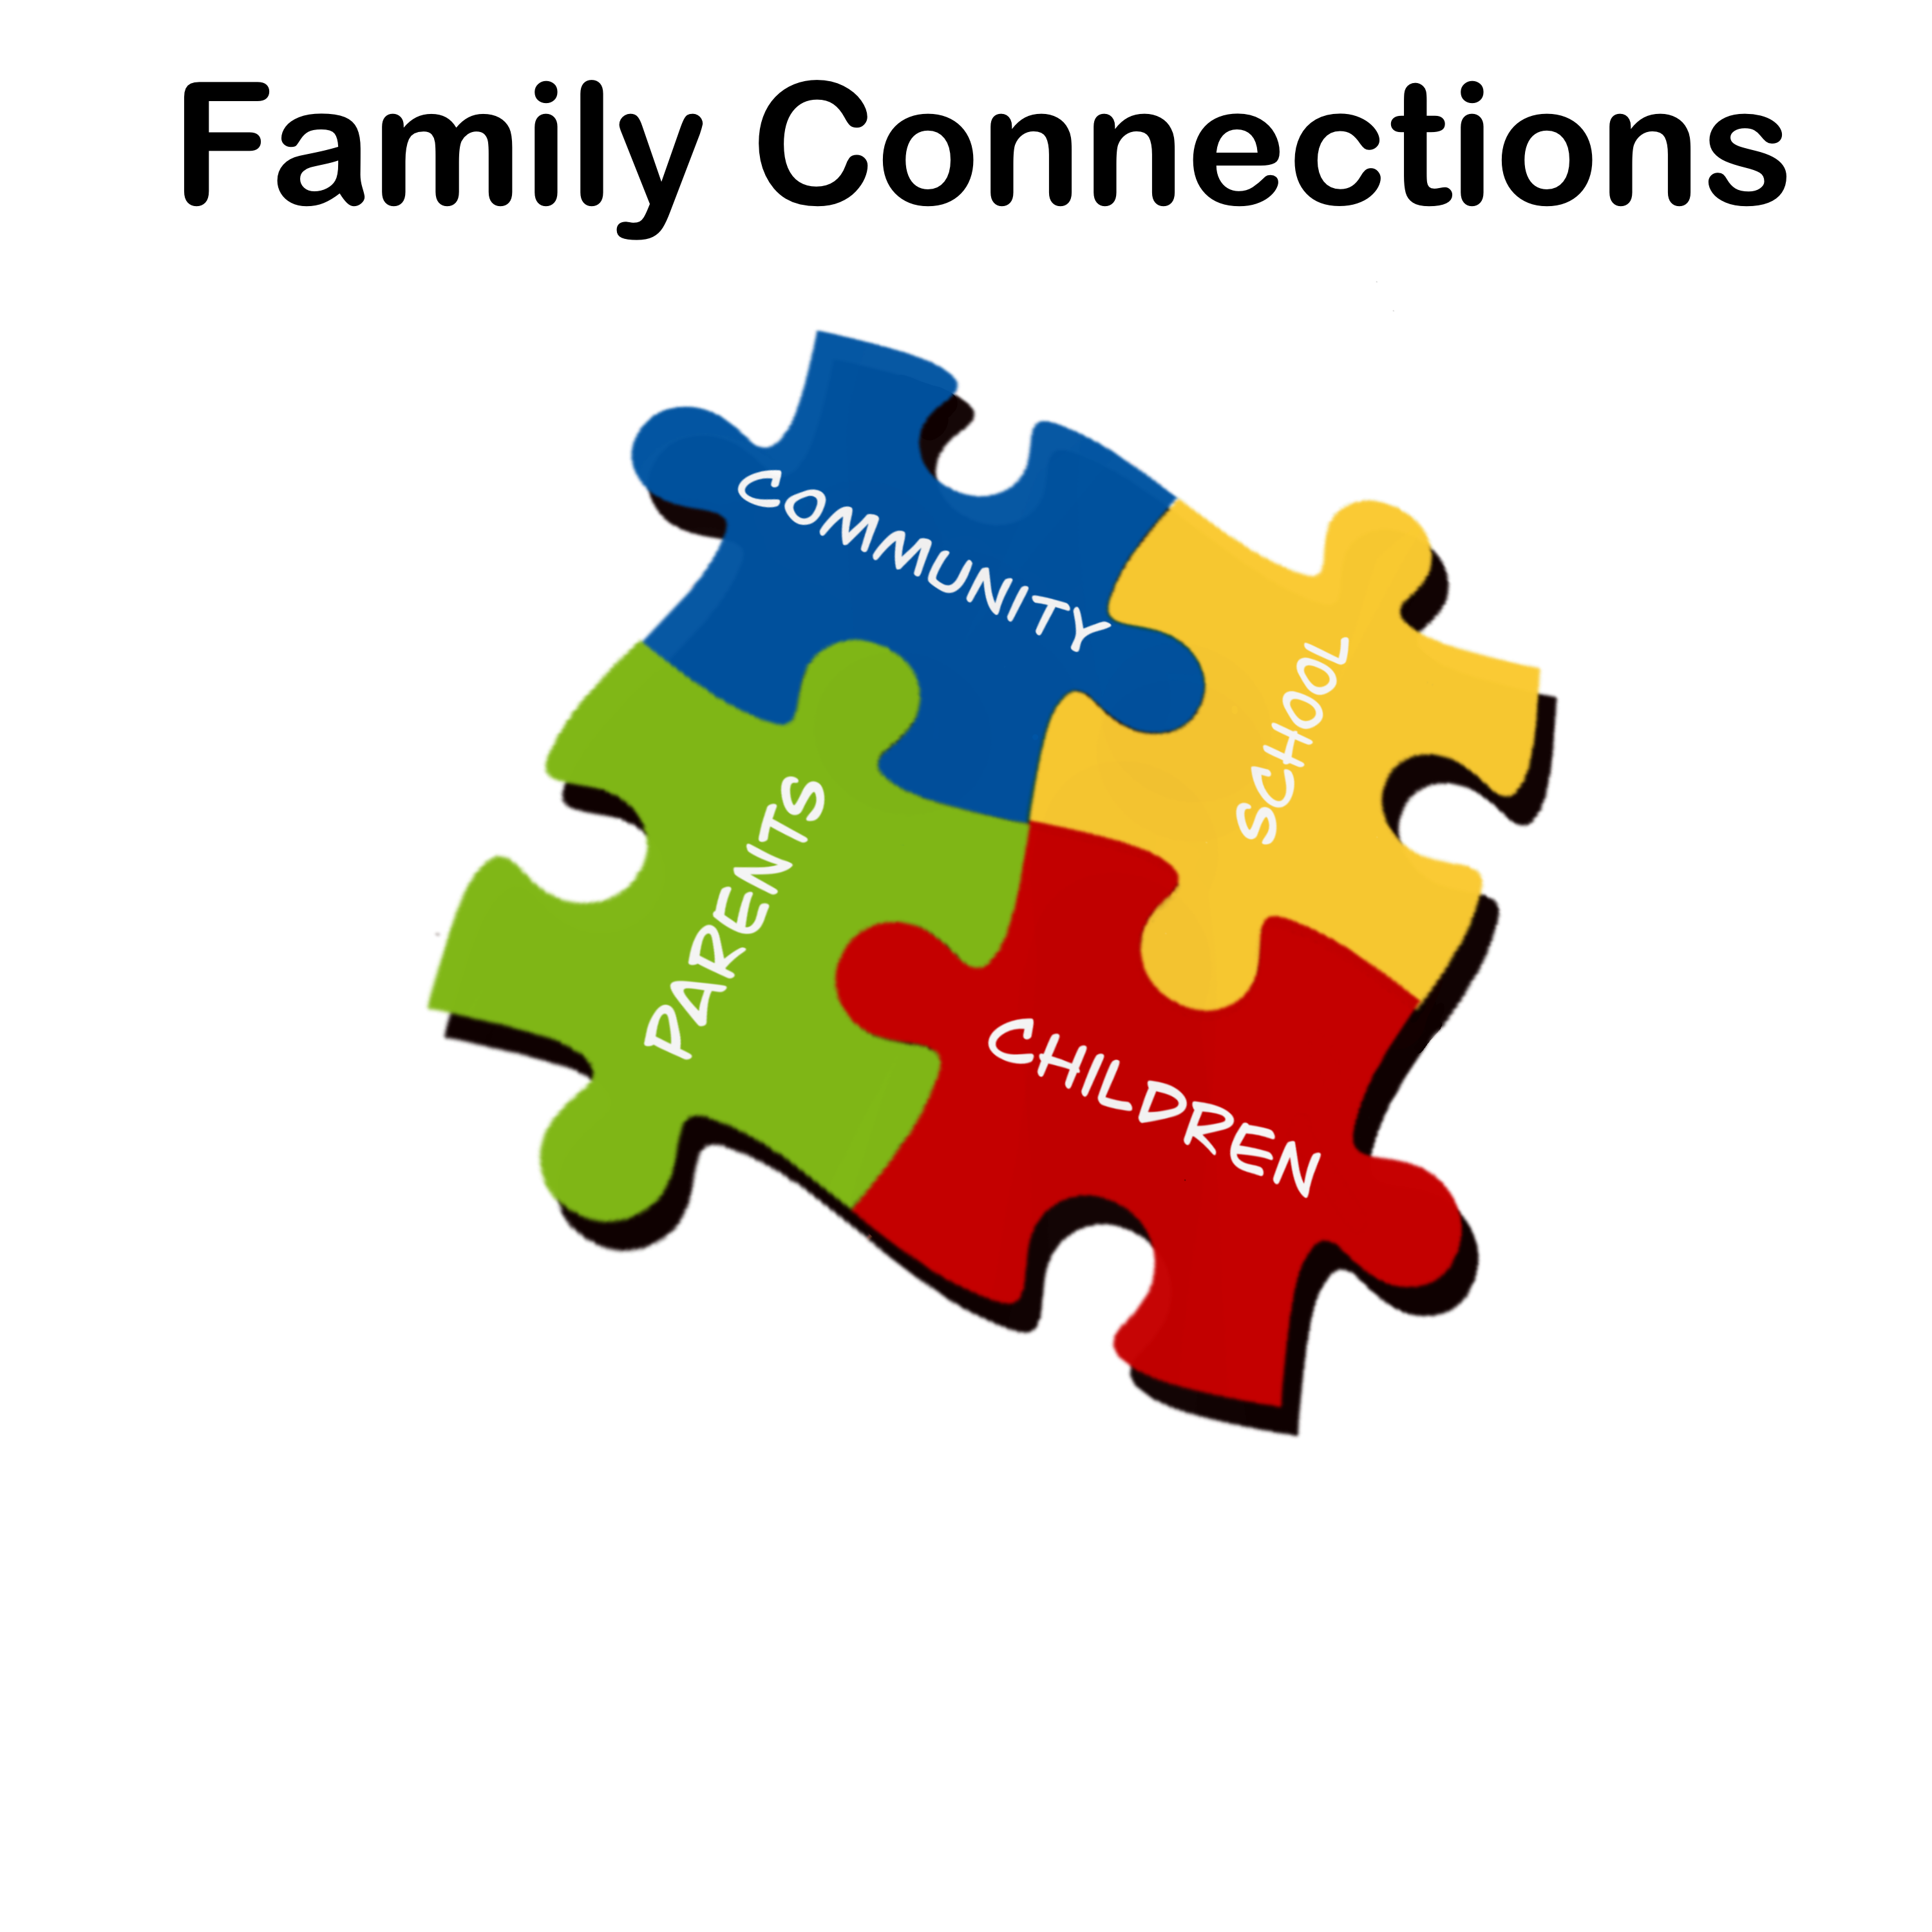 Family Connections
COMMUNITY
SCHOOL
PARENTS
CHILDREN